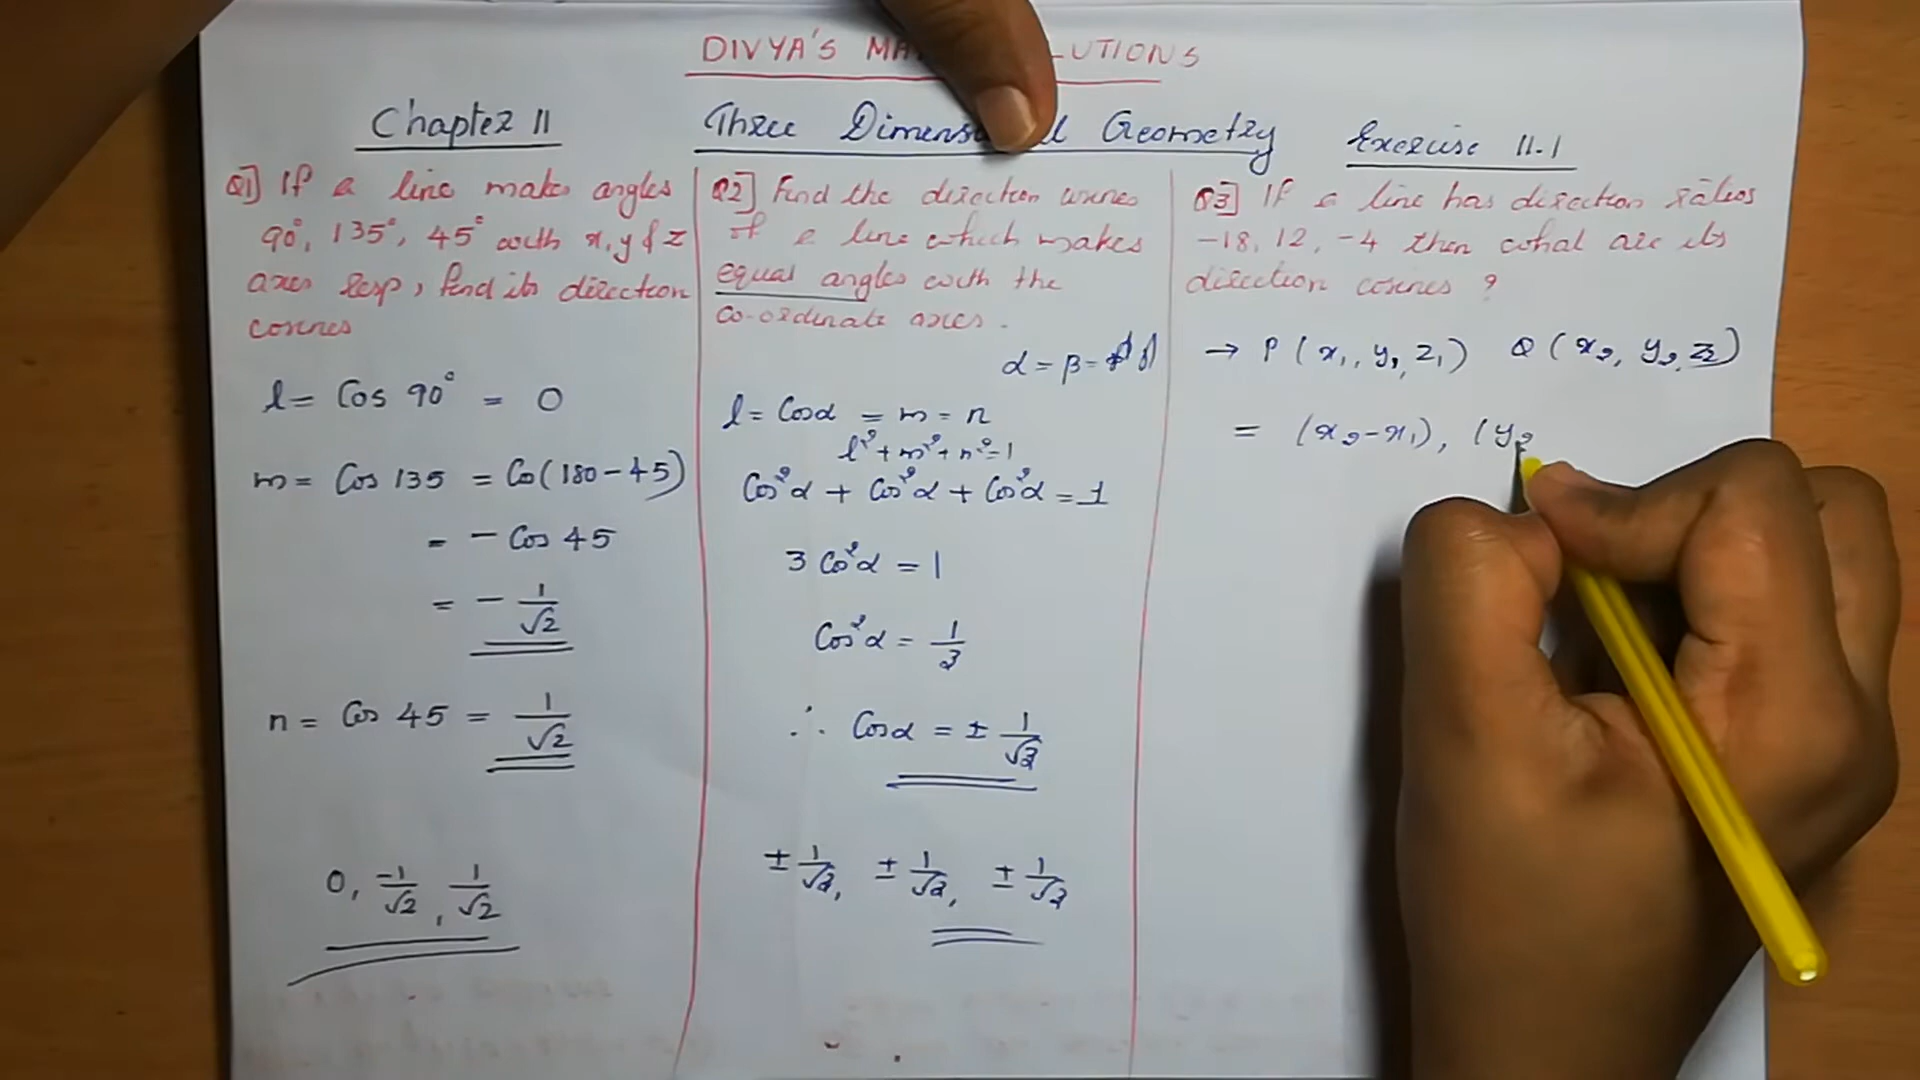 DIVYA'S MA LUTIONS
Chapter 11 Three Dimens l Geometry Exercise 11.1
Q1] If a line makes angles
90°, 135°, 45° with x, y & z
axes resp, find its direction
cosines
l = Cos 90° = 0
m = Cos 135 = Co(180-45)
= - Cos 45
= - 1/√2
n = Cos 45 = 1/√2
0, -1/√2, 1/√2
Q2] Find the direction cosines
of a line which makes
equal angles with the
co-ordinate axes.
α = β =
l = Cosα = m = n
l² + m² + n² = 1
Cos²α + Cos²α + Cos²α = 1
3 Cos²α = 1
Cos²α = 1/3
∴ Cosα = ± 1/√3
± 1/√3, ± 1/√3, ± 1/√3
Q3] If a line has direction ratios
-18, 12, -4 then what are its
direction cosines ?
→ P (x₁, y₁, z₁) Q (x₂, y₂, z₂)
= (x₂-x₁), (y₂